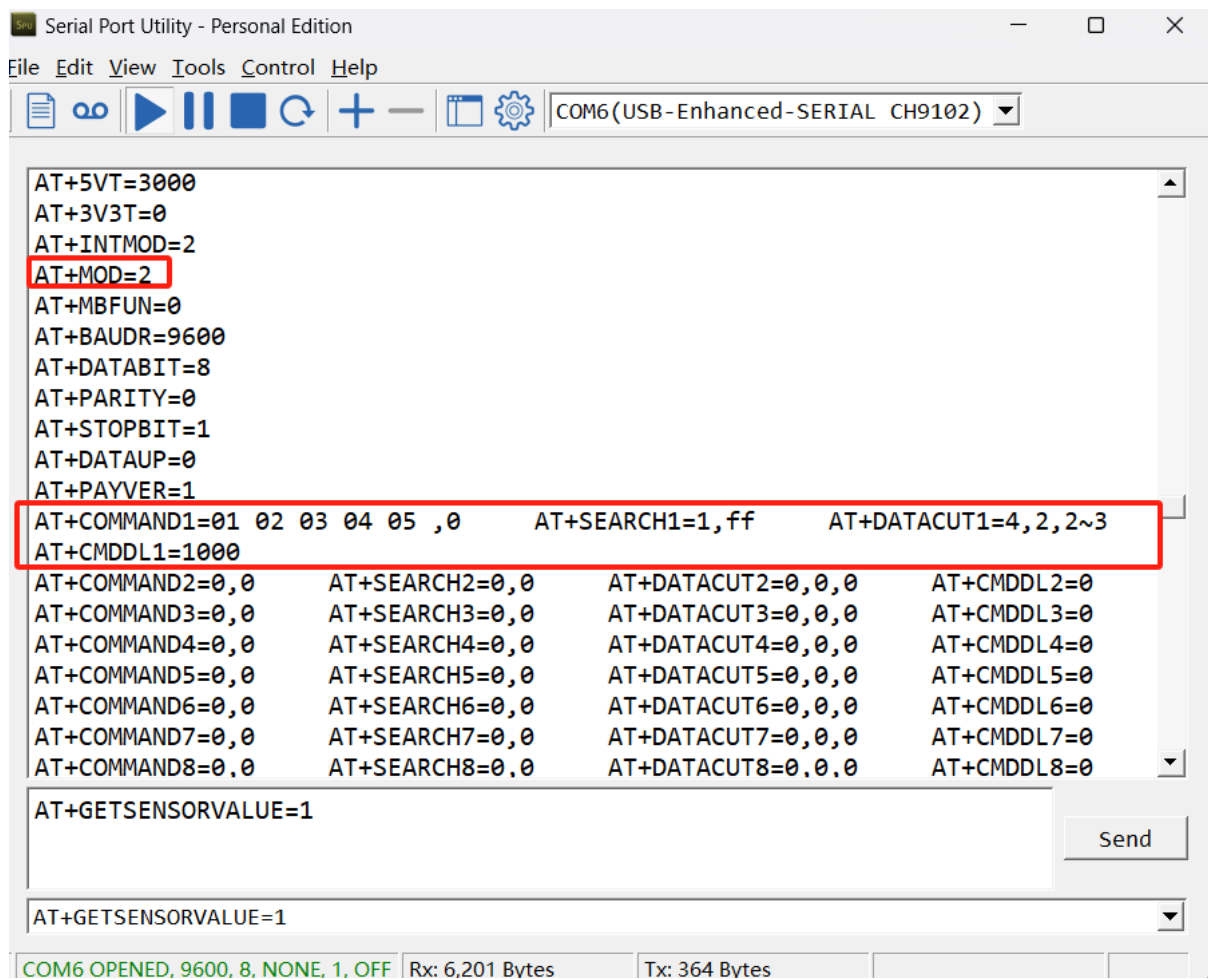 SPU Serial Port Utility - Personal Edition
File Edit View Tools Control Help
COM6(USB-Enhanced-SERIAL CH9102)
AT+5VT=3000
AT+3V3T=0
AT+INTMOD=2
AT+MOD=2
AT+MBFUN=0
AT+BAUDR=9600
AT+DATABIT=8
AT+PARITY=0
AT+STOPBIT=1
AT+DATAUP=0
AT+PAYVER=1
AT+COMMAND1=01 02 03 04 05 ,0 AT+SEARCH1=1,ff AT+DATACUT1=4,2,2~3
AT+CMDDL1=1000
AT+COMMAND2=0,0 AT+SEARCH2=0,0 AT+DATACUT2=0,0,0 AT+CMDDL2=0
AT+COMMAND3=0,0 AT+SEARCH3=0,0 AT+DATACUT3=0,0,0 AT+CMDDL3=0
AT+COMMAND4=0,0 AT+SEARCH4=0,0 AT+DATACUT4=0,0,0 AT+CMDDL4=0
AT+COMMAND5=0,0 AT+SEARCH5=0,0 AT+DATACUT5=0,0,0 AT+CMDDL5=0
AT+COMMAND6=0,0 AT+SEARCH6=0,0 AT+DATACUT6=0,0,0 AT+CMDDL6=0
AT+COMMAND7=0,0 AT+SEARCH7=0,0 AT+DATACUT7=0,0,0 AT+CMDDL7=0
AT+COMMAND8=0,0 AT+SEARCH8=0,0 AT+DATACUT8=0,0,0 AT+CMDDL8=0
AT+GETSENSORVALUE=1
Send
AT+GETSENSORVALUE=1
COM6 OPENED, 9600, 8, NONE, 1, OFF Rx: 6,201 Bytes Tx: 364 Bytes